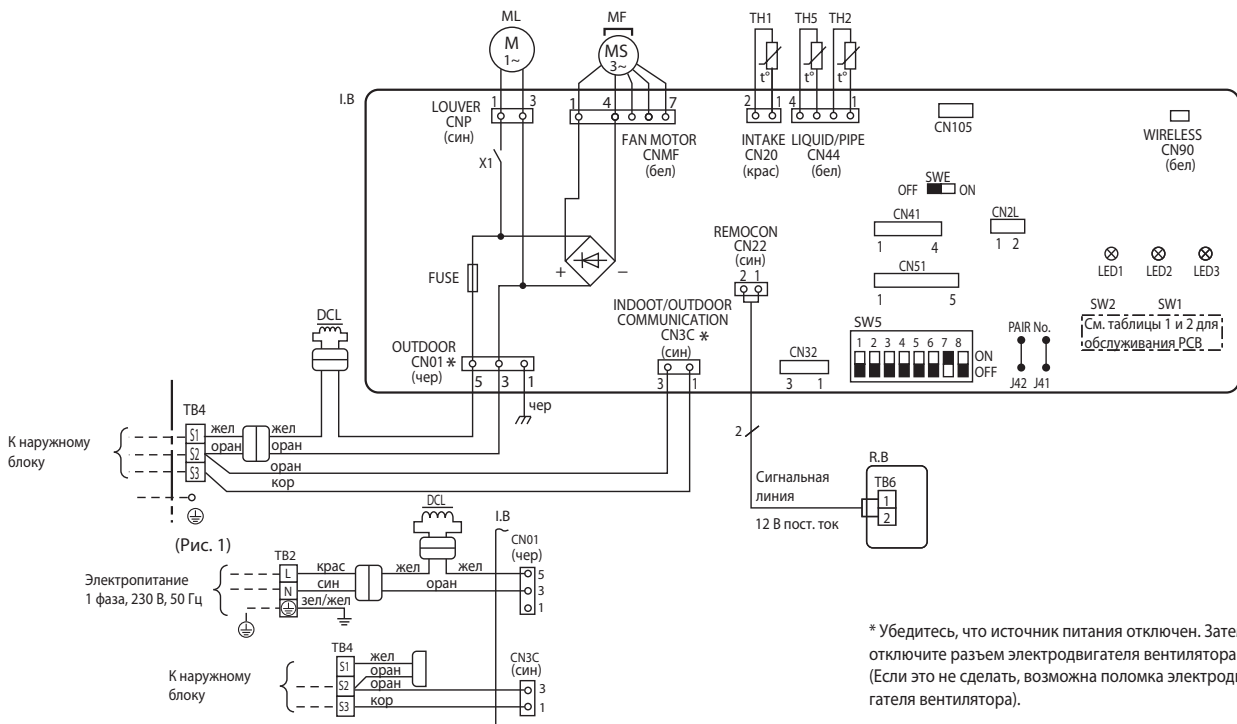 ML
MF
TH1
TH5
TH2
M
1~
MS
3~
t°
t°
t°
I.B
1
3
1
4
7
2
1
4
1
LOUVER
CNP
(син)
FAN MOTOR
CNMF
(бел)
INTAKE
CN20
(крас)
LIQUID/PIPE
CN44
(бел)
CN105
WIRELESS
CN90
(бел)
X1
SWE
OFF
ON
CN41
1
4
CN2L
1 2
REMOCON
CN22
(син)
2 1
LED1
LED2
LED3
CN51
1
5
FUSE
+
−
INDOOT/OUTDOOR
COMMUNICATION
CN3C *
(син)
3
1
SW2
SW1
См. таблицы 1 и 2 для
обслуживания PCB
SW5
1 2 3 4 5 6 7 8
ON
OFF
PAIR No.
J42
J41
DCL
OUTDOOR
CN01 *
(чер)
5
3
1
чер
CN32
3
1
TB4
К наружному
блоку
S1
S2
S3
жел
оран
жел
оран
оран
кор
2
Сигнальная
линия
12 В пост. ток
R.B
TB6
1
2
(Рис. 1)
DCL
I.B
CN01
(чер)
5
3
1
TB2
Электропитание
1 фаза, 230 В, 50 Гц
L
N
крас
син
зел/жел
жел
жел
оран
TB4
К наружному
блоку
S1
S2
S3
жел
оран
оран
кор
CN3C
(син)
3
1
* Убедитесь, что источник питания отключен. Зате
отключите разъем электродвигателя вентилятора
(Если это не сделать, возможна поломка электродви
гателя вентилятора).